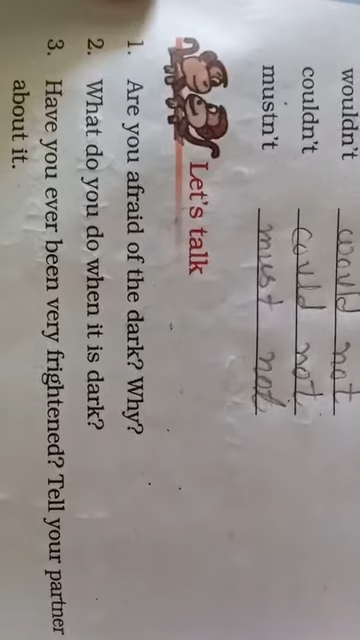 wouldn't would not
couldn't could not
mustn't must not
Let's talk
1. Are you afraid of the dark? Why?
2. What do you do when it is dark?
3. Have you ever been very frightened? Tell your partner
about it.